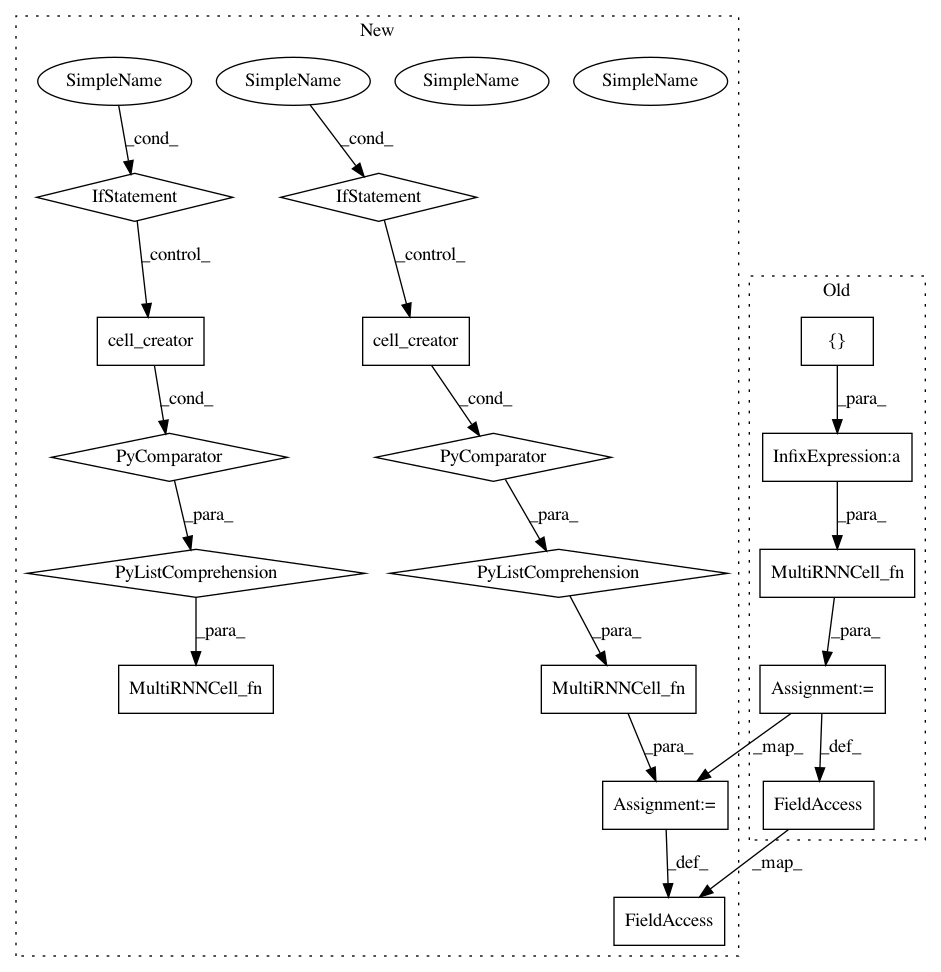 New
SimpleName SimpleName SimpleName SimpleName
_cond_ _cond_
IfStatement IfStatement
_control_ _control_
Old
cell_creator cell_creator {}
_cond_ _cond_ _para_
PyComparator PyComparator InfixExpression:a
_para_ _para_ _para_
PyListComprehension PyListComprehension MultiRNNCell_fn
_para_ _para_ _para_
MultiRNNCell_fn MultiRNNCell_fn Assignment:=
_para_ _map_ _def_
Assignment:= FieldAccess
_def_ _map_
FieldAccess